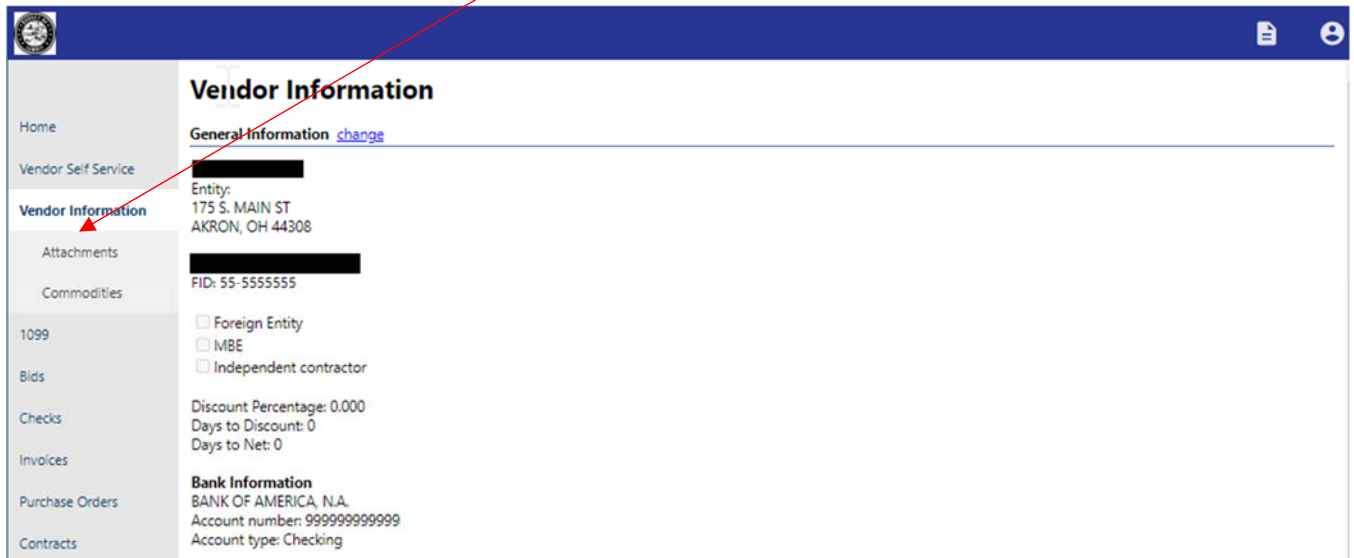 Vendor Information
General Information change
Home
Vendor Self Service
Vendor Information
Attachments
Commodities
1099
Bids
Checks
Invoices
Purchase Orders
Contracts
Entity:
175 S. MAIN ST
AKRON, OH 44308
FID: 55-5555555
Foreign Entity
MBE
Independent contractor
Discount Percentage: 0.000
Days to Discount: 0
Days to Net: 0
Bank Information
BANK OF AMERICA, N.A.
Account number: 999999999999
Account type: Checking